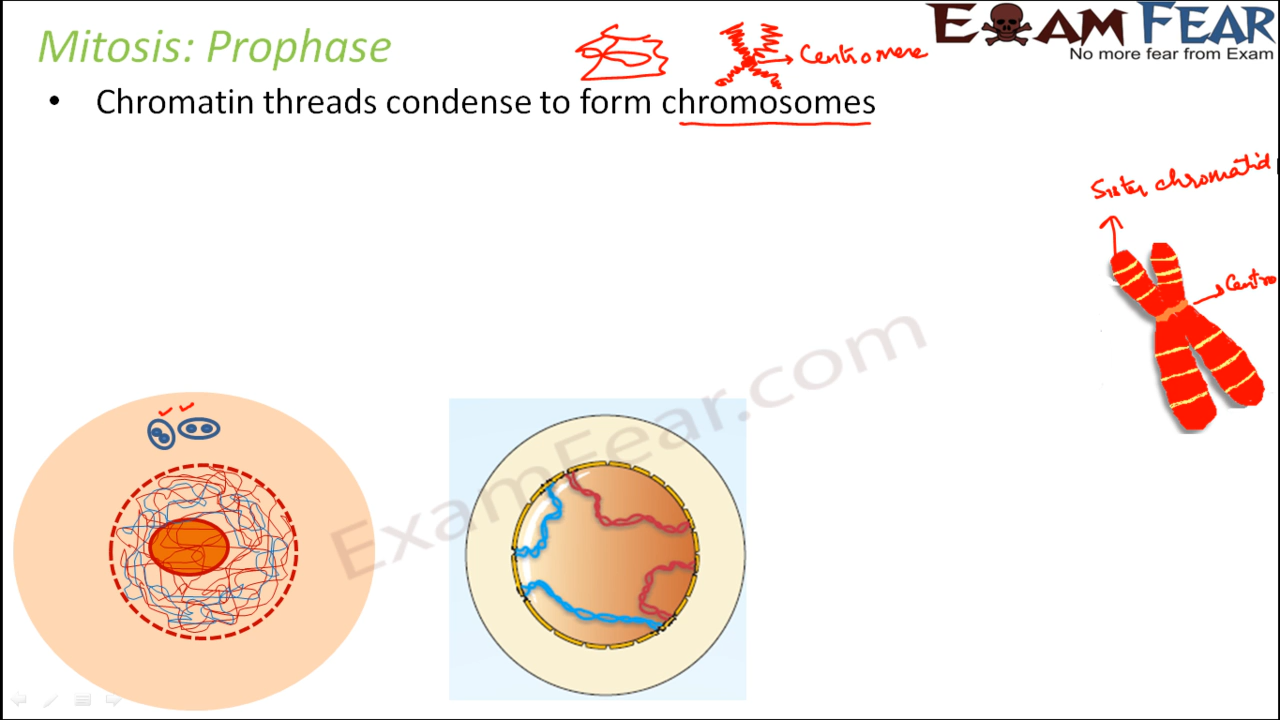 Mitosis: Prophase
Centromere
EXAM FEAR
No more fear from Exam
• Chromatin threads condense to form chromosomes
Sister chromatid
Centro
ExamFear.com